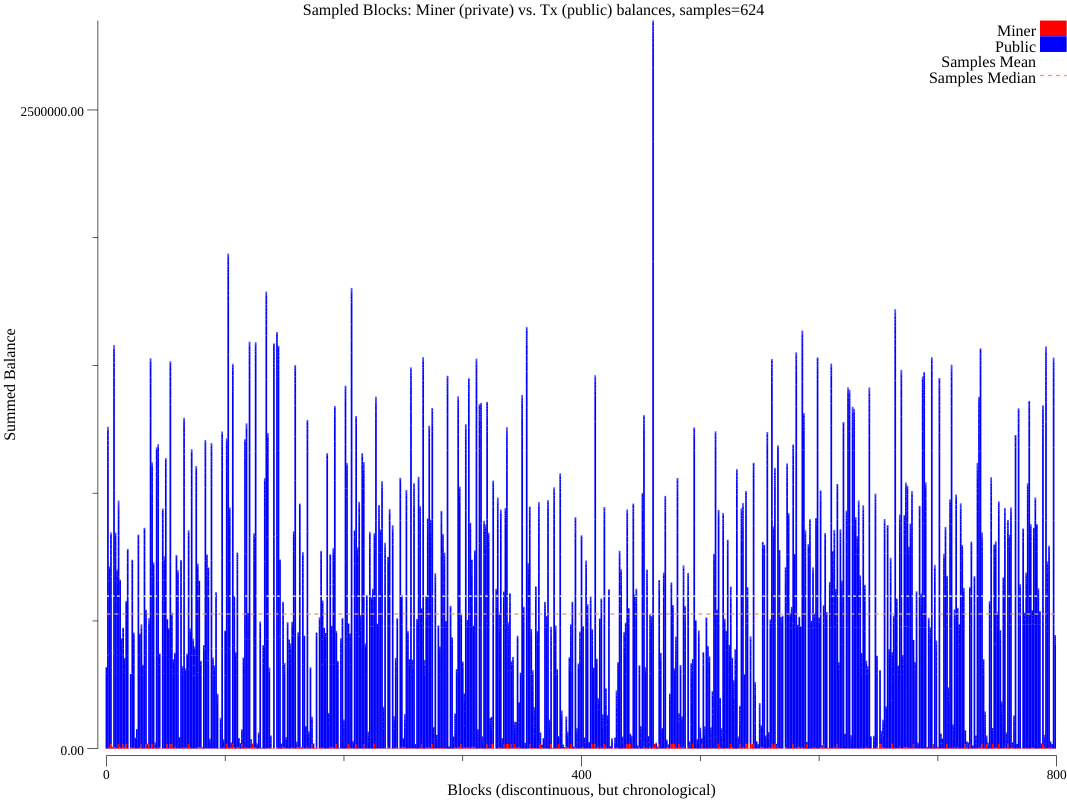 Sampled Blocks: Miner (private) vs. Tx (public) balances, samples=624
Miner
Public
Samples Mean
Samples Median
2500000.00
Summed Balance
0.00
0
400
800
Blocks (discontinuous, but chronological)